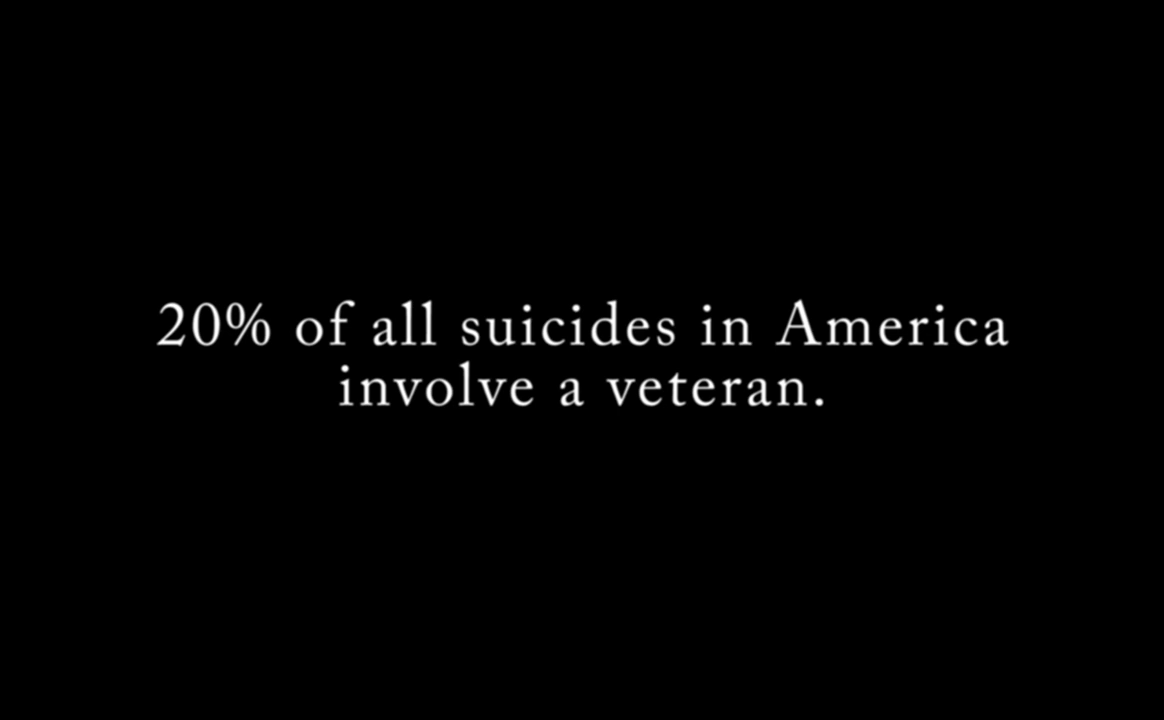 20% of all suicides in America
involve a veteran.